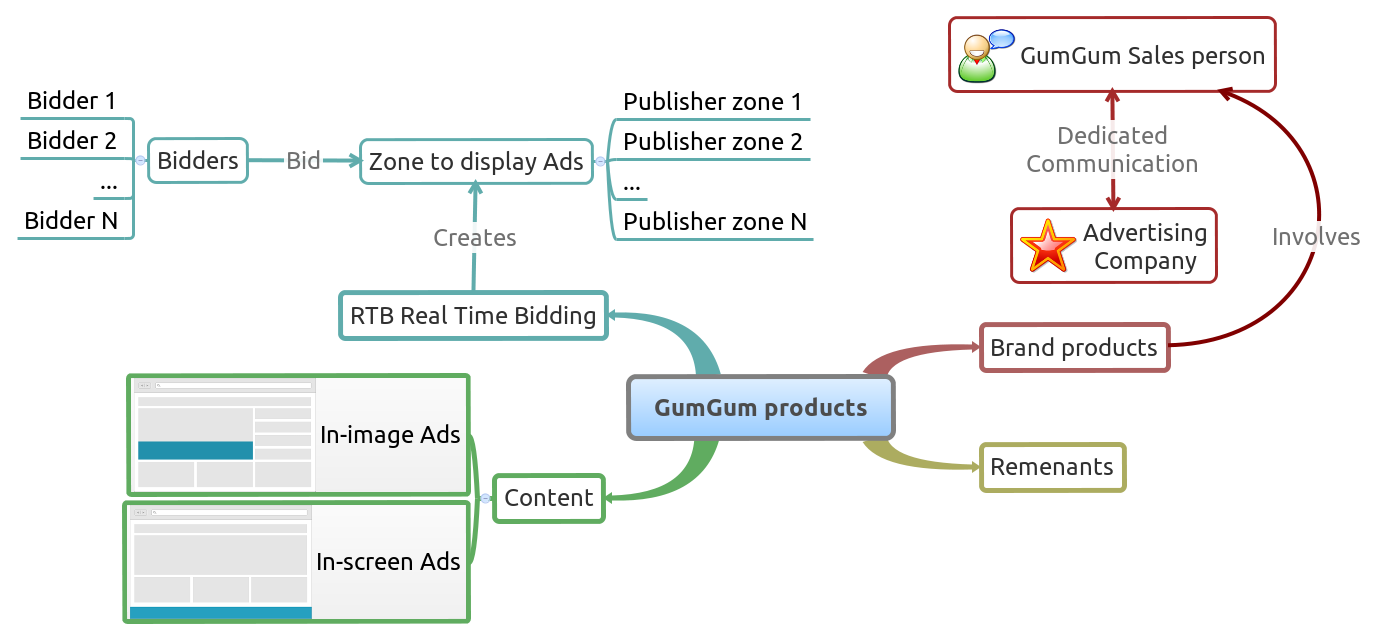 GumGum Sales person
Bidder 1
Bidder 2
...
Bidder N
Bidders
Bid
Zone to display Ads
Publisher zone 1
Publisher zone 2
...
Publisher zone N
Dedicated
Communication
Advertising
Company
Involves
Creates
RTB Real Time Bidding
Brand products
GumGum products
Remenants
Content
In-image Ads
In-screen Ads